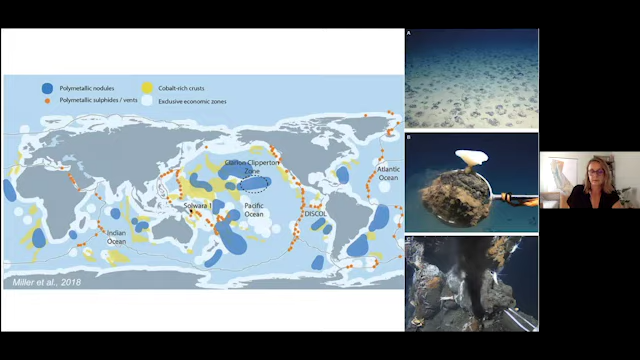 Polymetallic nodules
Cobalt-rich crusts
Polymetallic sulphides / vents
Exclusive economic zones
Clarion Clipperton
Zone
Atlantic
Ocean
Solwara 1
Pacific
Ocean
DISCOL
Indian
Ocean
Miller et al., 2018
A
B
C